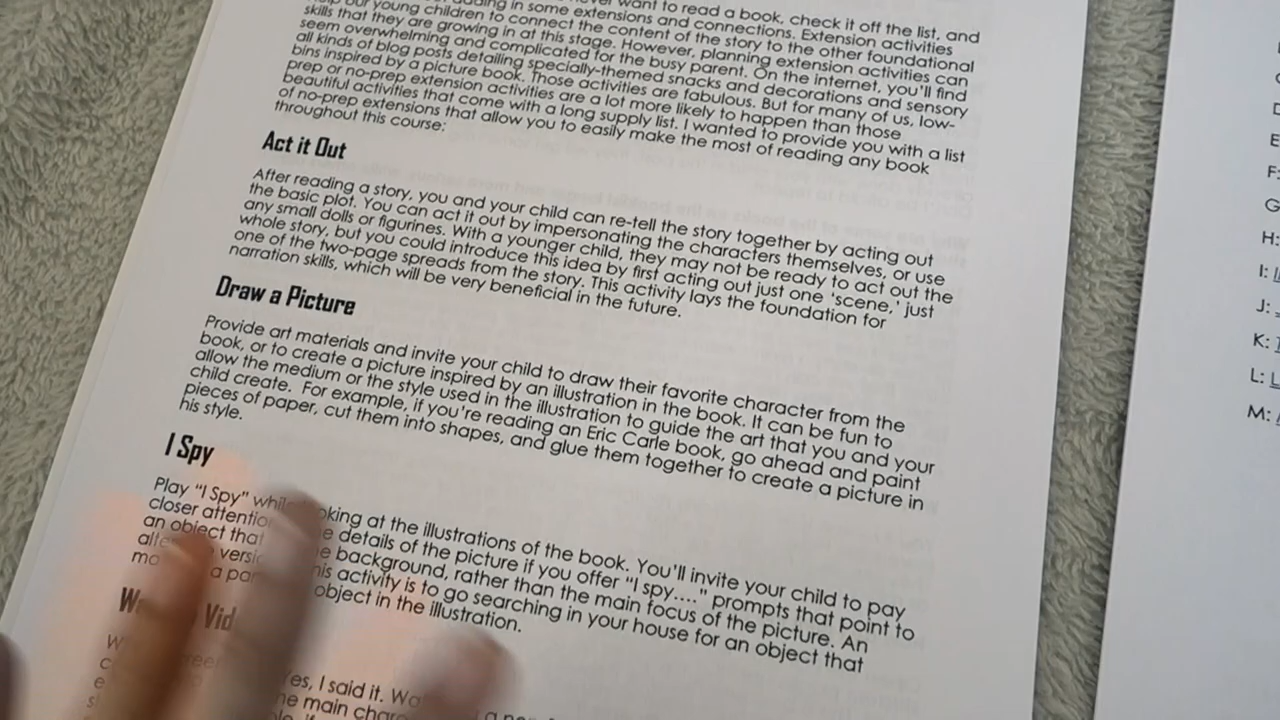 want to read a book, check it off the list, and
in some extensions and connections. Extension activities
our young children to connect the content of the story to the other foundational
skills that they are growing in at this stage. However, planning extension activities can
seem overwhelming and complicated for the busy parent. On the internet, you'll find
all kinds of blog posts detailing specially-themed snacks and decorations and sensory
bins inspired by a picture book. Those activities are fabulous. But for many of us, low-
prep or no-prep extension activities are a lot more likely to happen than those
beautiful activities that come with a long supply list. I wanted to provide you with a list
of no-prep extensions that allow you to easily make the most of reading any book
throughout this course:
Act it Out
After reading a story, you and your child can re-tell the story together by acting out
the basic plot. You can act it out by impersonating the characters themselves, or use
any small dolls or figurines. With a younger child, they may not be ready to act out the
whole story, but you could introduce this idea by first acting out just one 'scene,' just
one of the two-page spreads from the story. This activity lays the foundation for
narration skills, which will be very beneficial in the future.
Draw a Picture
Provide art materials and invite your child to draw their favorite character from the
book, or to create a picture inspired by an illustration in the book. It can be fun to
allow the medium or the style used in the illustration to guide the art that you and your
child create. For example, if you're reading an Eric Carle book, go ahead and paint
pieces of paper, cut them into shapes, and glue them together to create a picture in
his style.
I Spy
Play "I Spy" while looking at the illustrations of the book. You'll invite your child to pay
closer attention details of the picture if you offer "I spy...." prompts that point to
an object that background, rather than the main focus of the picture. An
version this activity is to go searching in your house for an object that
a object in the illustration.
Yes, I said it.
the main
E:
F:
G
H:
I:
J:
K:
L:
M: